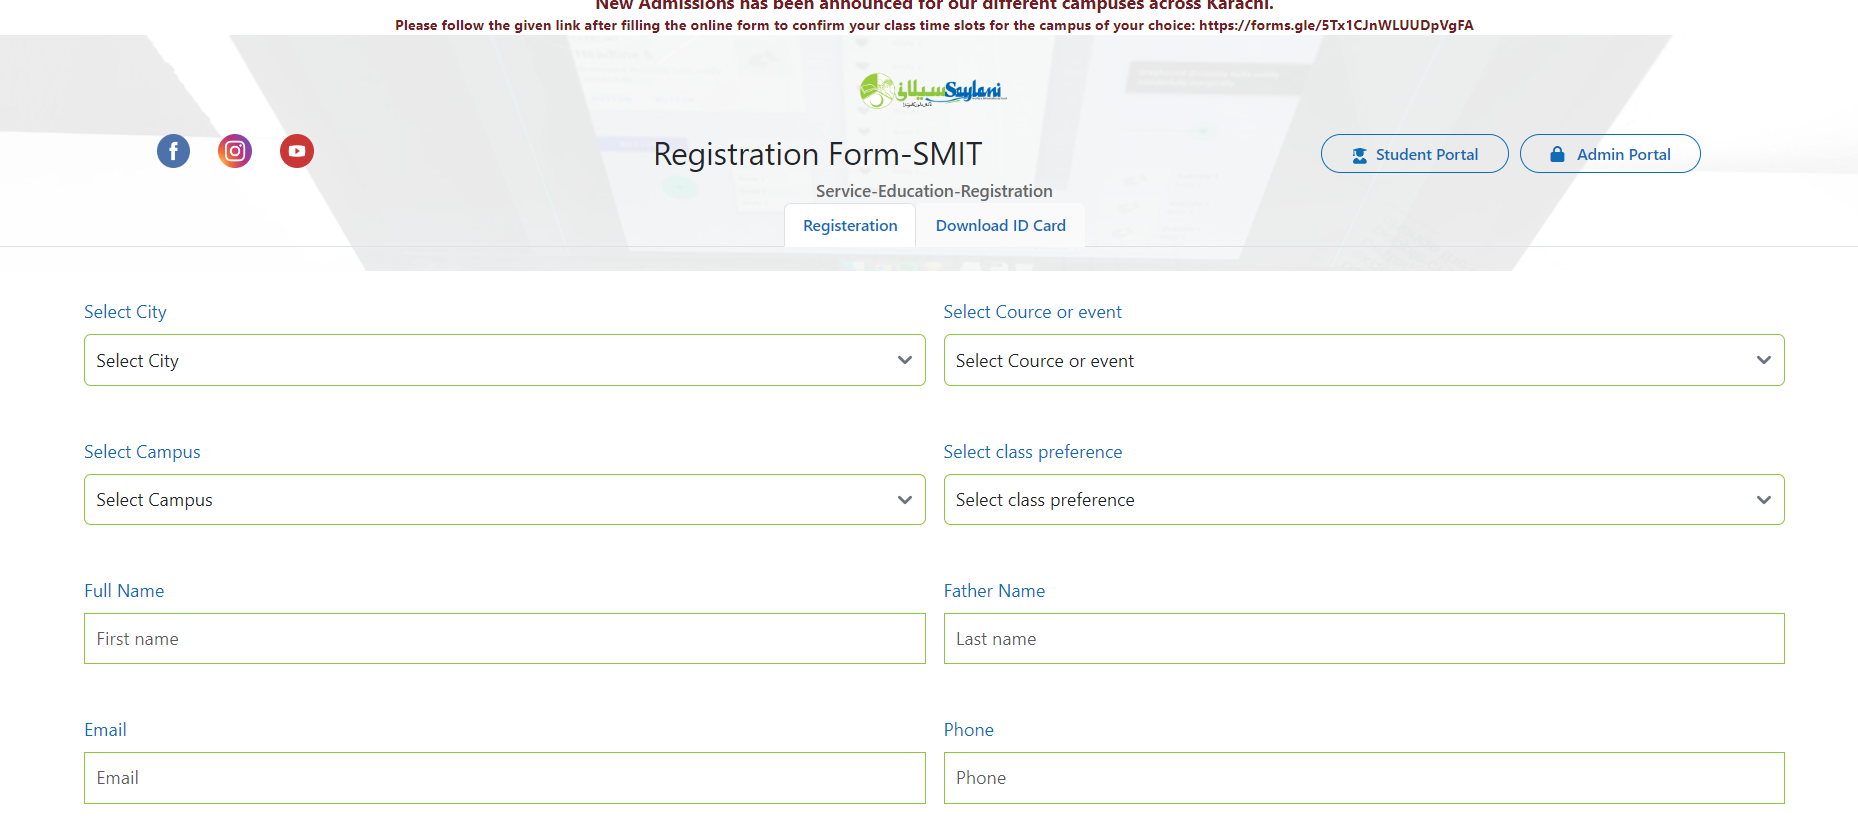 New Admissions has been announced for our different campuses across Karachi.
Please follow the given link after filling the online form to confirm your class time slots for the campus of your choice: https://forms.gle/5Tx1CJnWLUUDpVgFA
سیلانی Saylani
Registration Form-SMIT
Student Portal
Admin Portal
Service-Education-Registration
Registeration
Download ID Card
Select City
Select Cource or event
Select City
Select Cource or event
Select Campus
Select class preference
Select Campus
Select class preference
Full Name
Father Name
First name
Last name
Email
Phone
Email
Phone